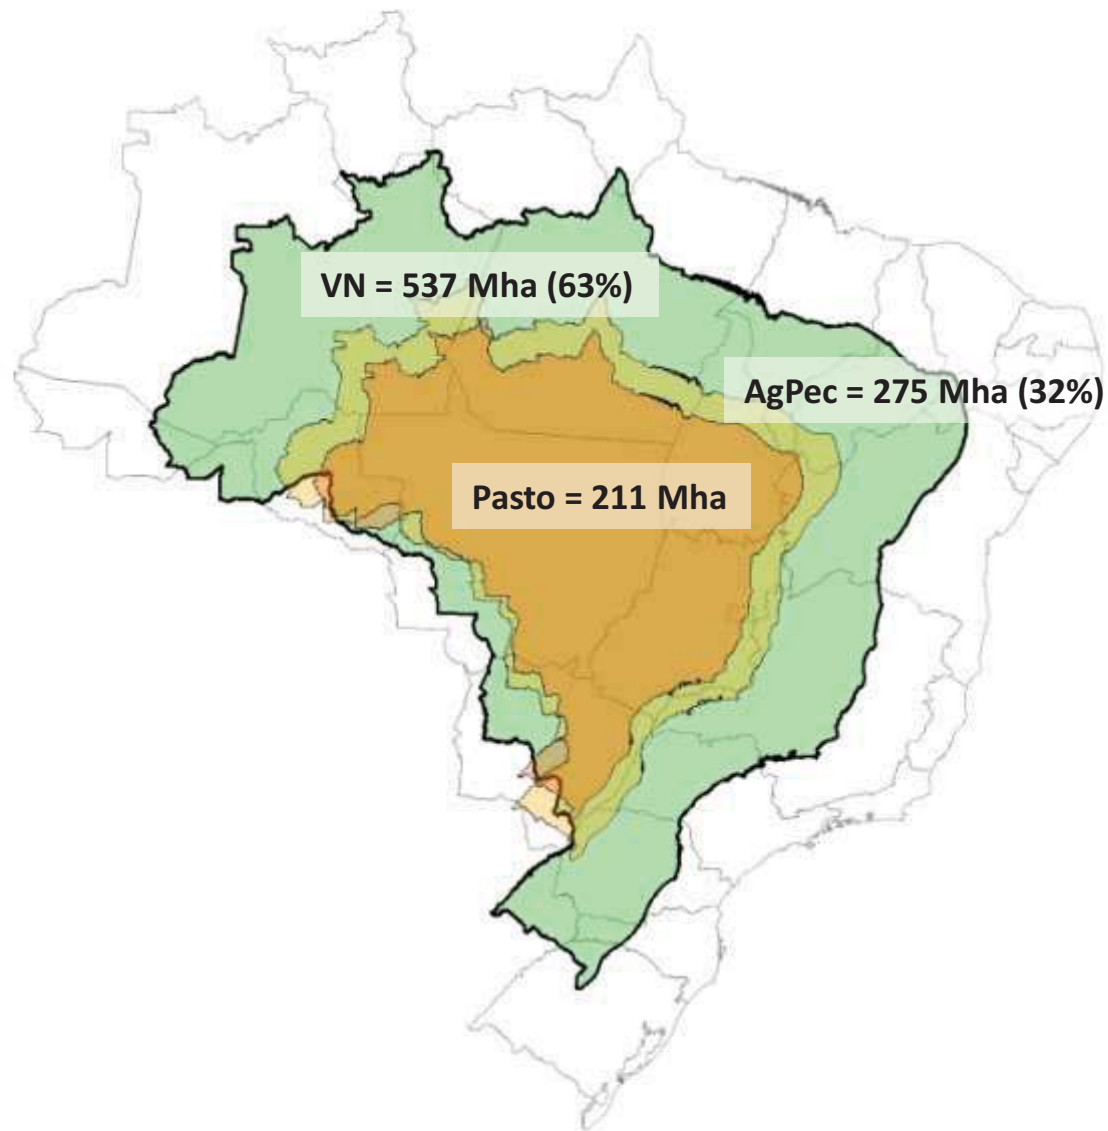 VN = 537 Mha (63%)
AgPec = 275 Mha (32%)
Pasto = 211 Mha